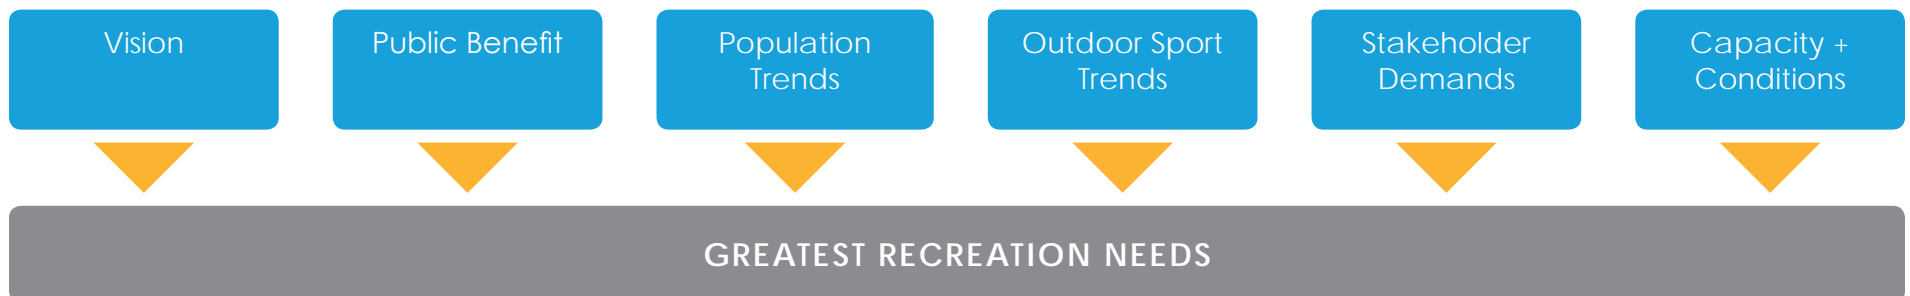 Vision
Public Benefit
Population
Trends
Outdoor Sport
Trends
Stakeholder
Demands
Capacity +
Conditions
GREATEST RECREATION NEEDS